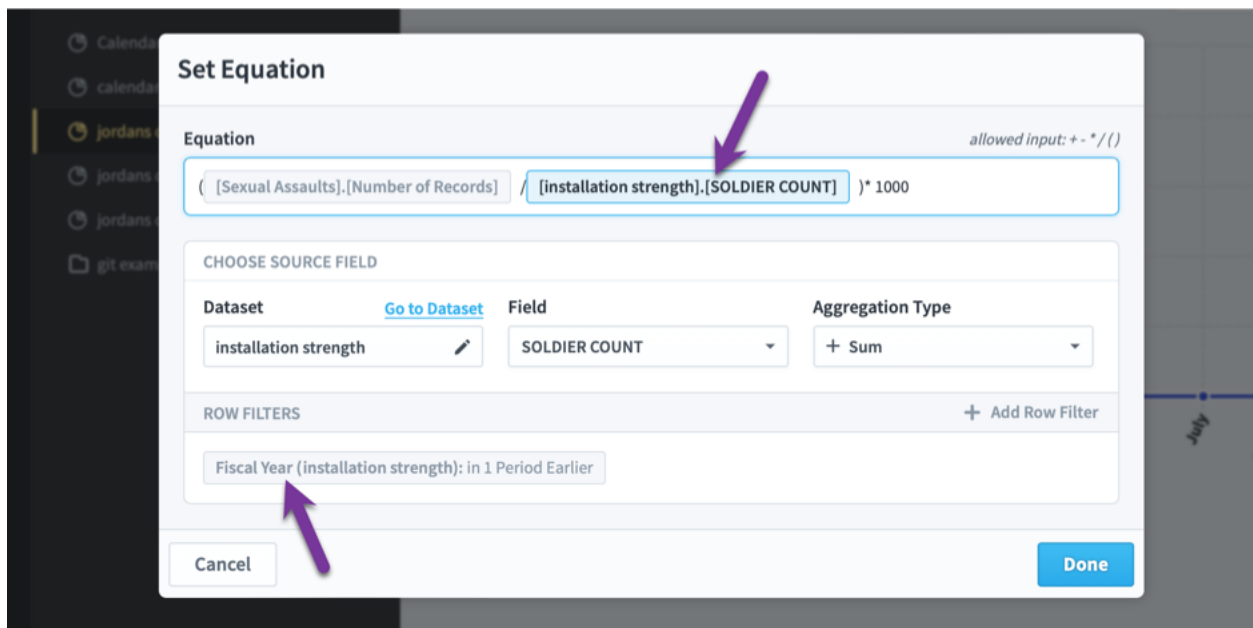 Calenda
calenda
jordans
jordans
jordans
git exam
Set Equation
Equation
allowed input: + - * / ( )
( [Sexual Assaults].[Number of Records] / [installation strength].[SOLDIER COUNT] )* 1000
CHOOSE SOURCE FIELD
Dataset Go to Dataset Field Aggregation Type
installation strength SOLDIER COUNT + Sum
ROW FILTERS + Add Row Filter
Fiscal Year (installation strength): in 1 Period Earlier
Cancel Done
July